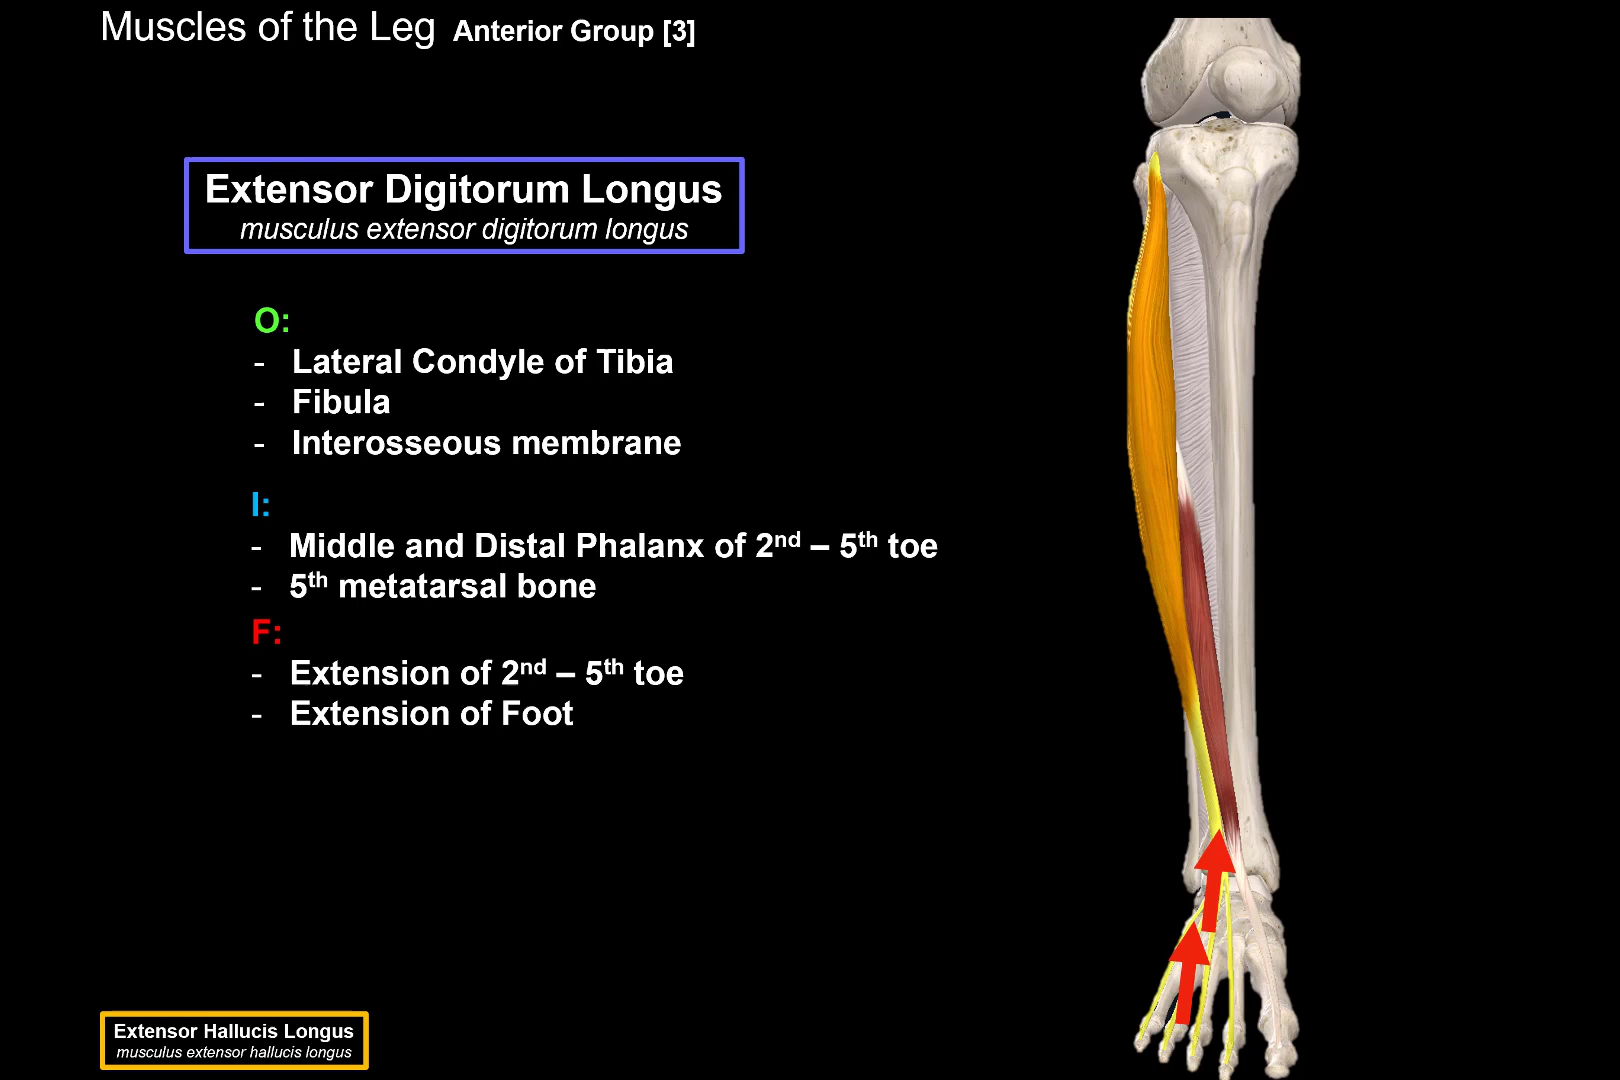 Muscles of the Leg Anterior Group [3]
Extensor Digitorum Longus
musculus extensor digitorum longus
O:
- Lateral Condyle of Tibia
- Fibula
- Interosseous membrane
I:
- Middle and Distal Phalanx of 2nd – 5th toe
- 5th metatarsal bone
F:
- Extension of 2nd – 5th toe
- Extension of Foot
Extensor Hallucis Longus
musculus extensor hallucis longus